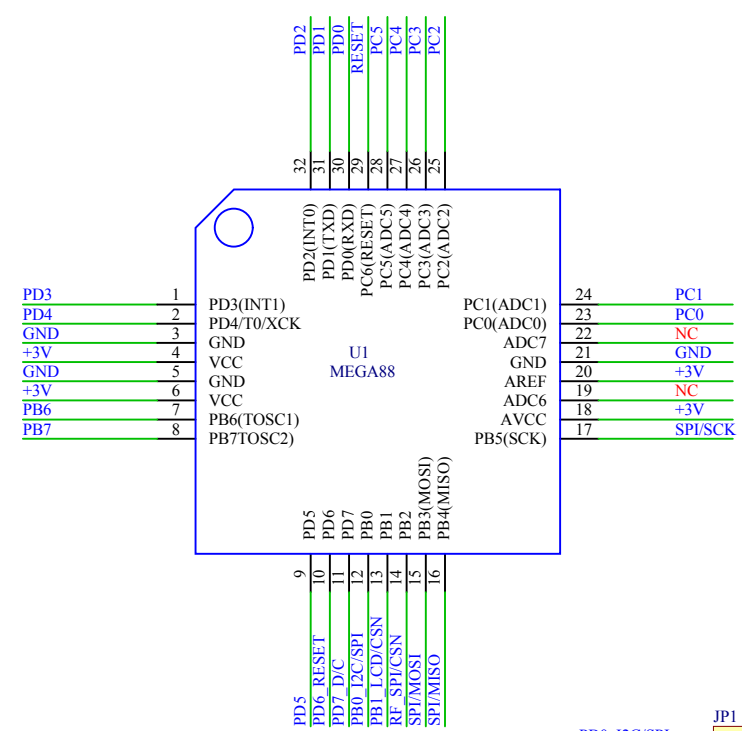 PD2
PD1
PD0
RESET
PC5
PC4
PC3
PC2
32
31
30
29
28
27
26
25
PD2(INT0)
PD1(TXD)
PD0(RXD)
PC6(RESET)
PC5(ADC5)
PC4(ADC4)
PC3(ADC3)
PC2(ADC2)
PD3 1 PD3(INT1)
PD4 2 PD4/T0/XCK
GND 3 GND
+3V 4 VCC
GND 5 GND
+3V 6 VCC
PB6 7 PB6(TOSC1)
PB7 8 PB7TOSC2)
U1
MEGA88
PC1(ADC1) 24 PC1
PC0(ADC0) 23 PC0
ADC7 22 NC
GND 21 GND
AREF 20 +3V
ADC6 19 NC
AVCC 18 +3V
PB5(SCK) 17 SPI/SCK
PD5
PD6
PD7
PB0
PB1
PB2
PB3(MOSI)
PB4(MISO)
9
10
11
12
13
14
15
16
PD5
PD6_RESET
PD7_D/C
PB0_I2C/SPI
PB1_LCD/CSN
RF_SPI/CSN
SPI/MOSI
SPI/MISO
JP1